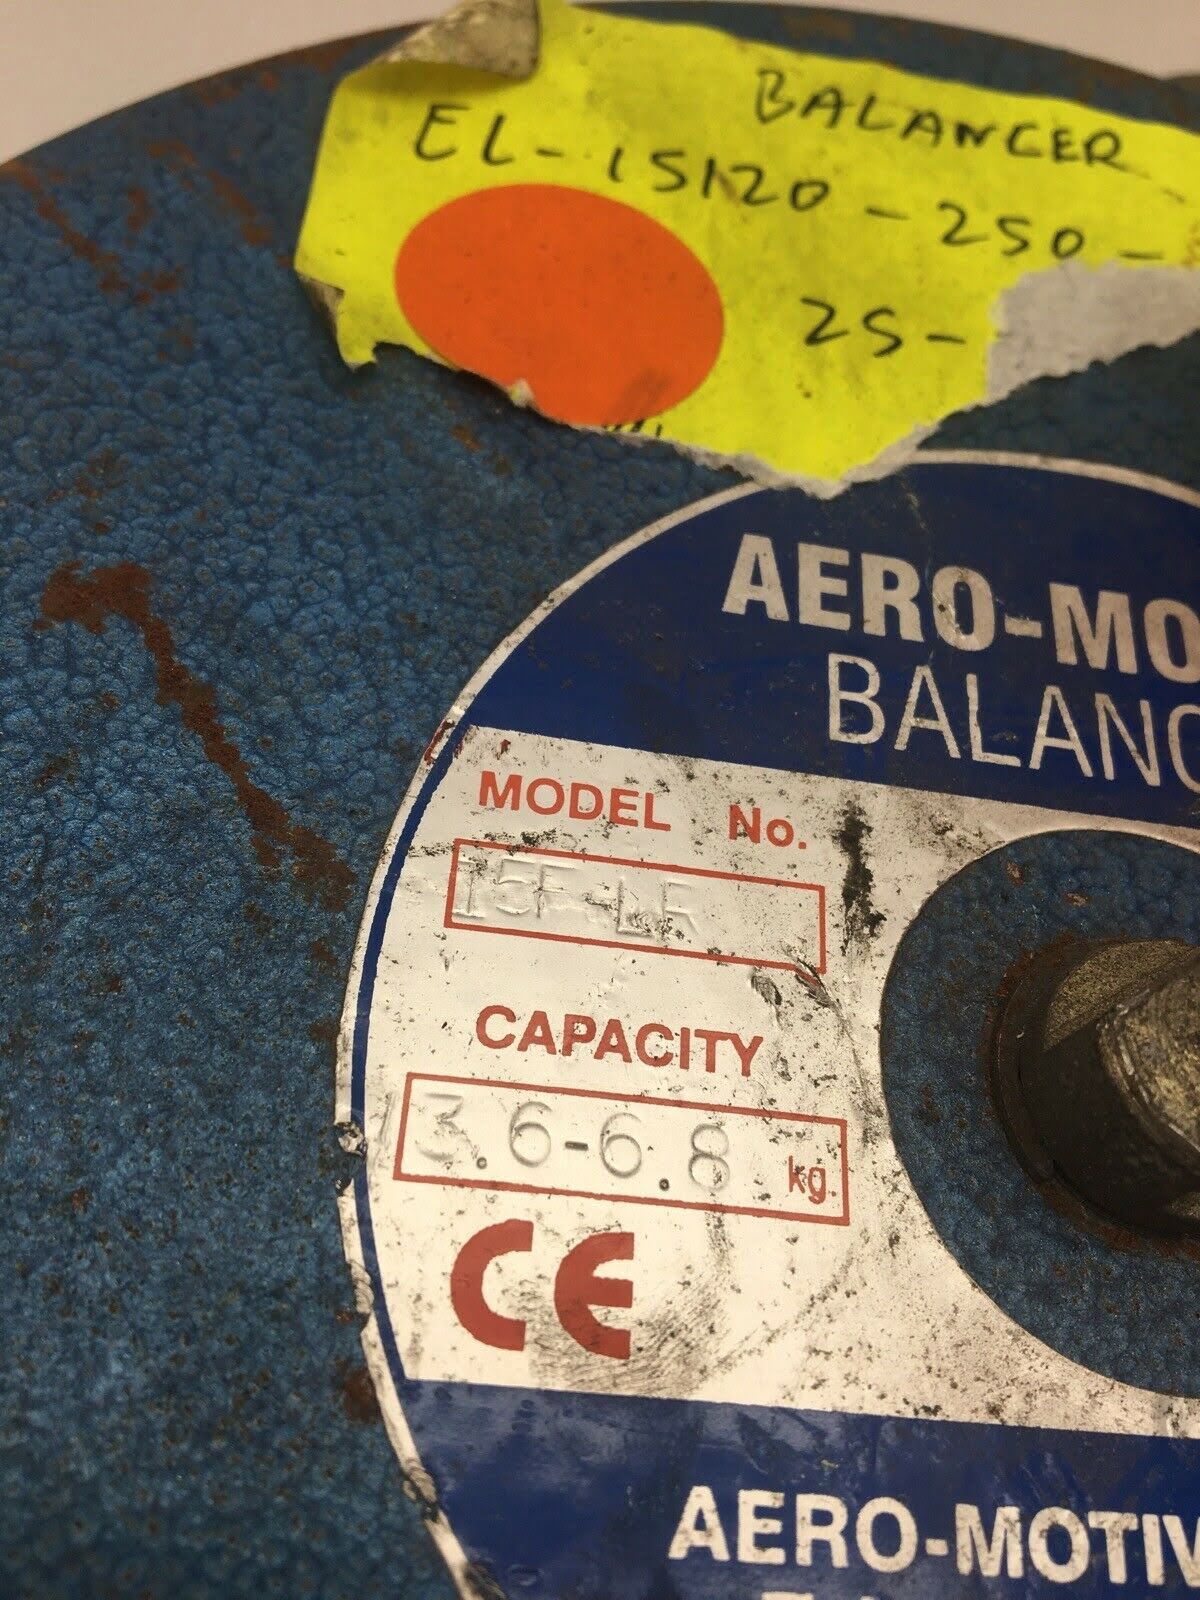 BALANCER
EL-15120-250-
25-
AERO-MO
BALANC
MODEL No.
15F-LR
CAPACITY
3.6-6.8 kg.
CE
AERO-MOTIV